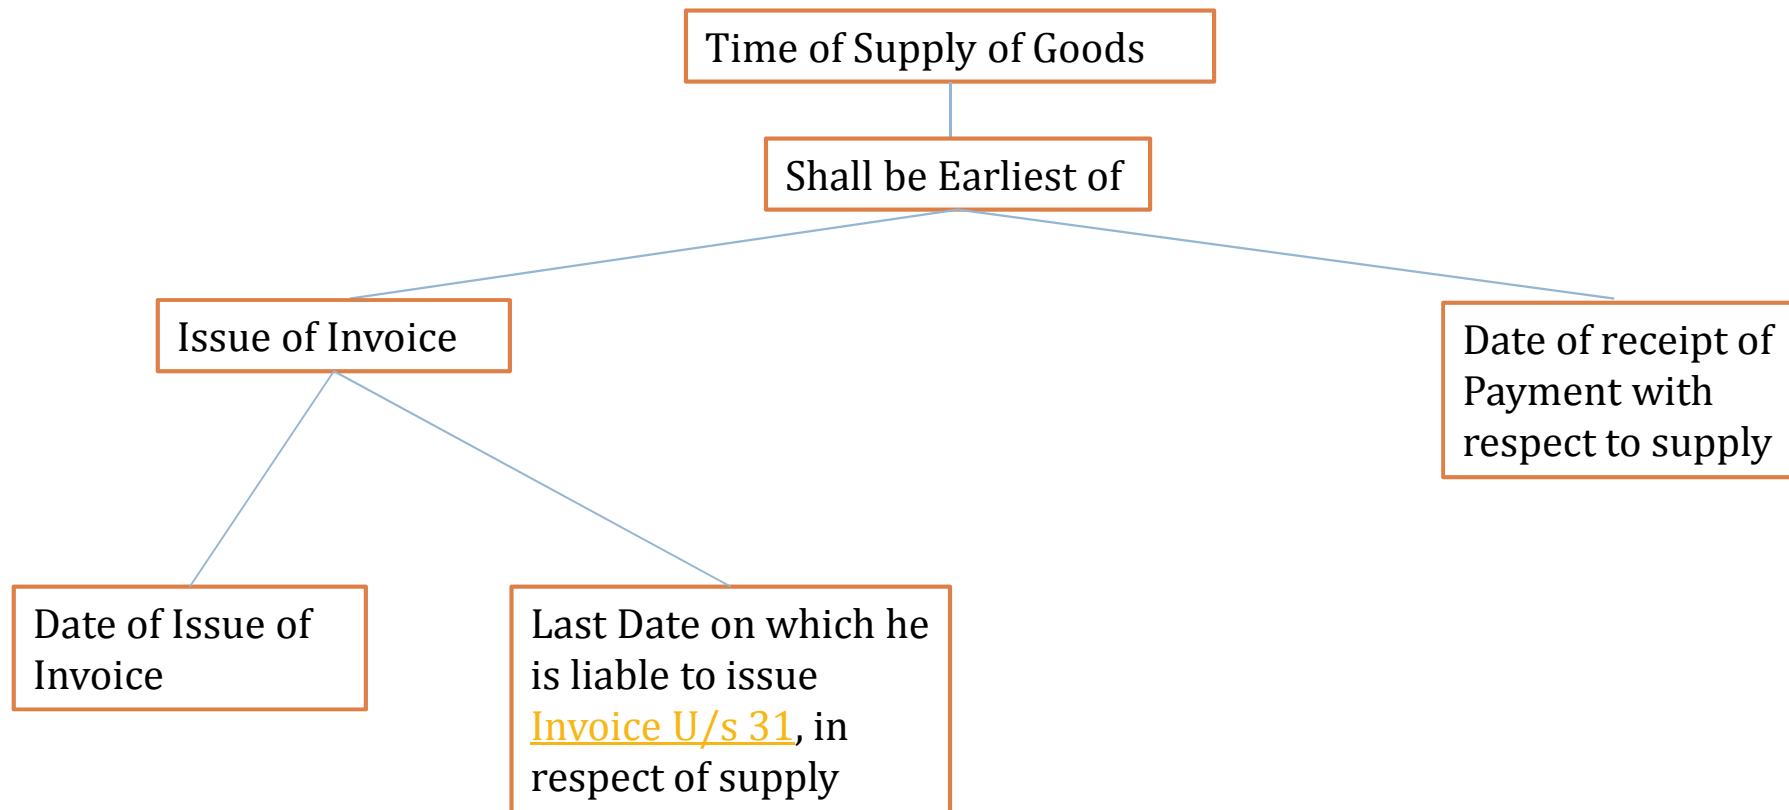 Time of Supply of Goods
Shall be Earliest of
Issue of Invoice
Date of receipt of
Payment with
respect to supply
Date of Issue of
Invoice
Last Date on which he
is liable to issue
Invoice U/s 31, in
respect of supply